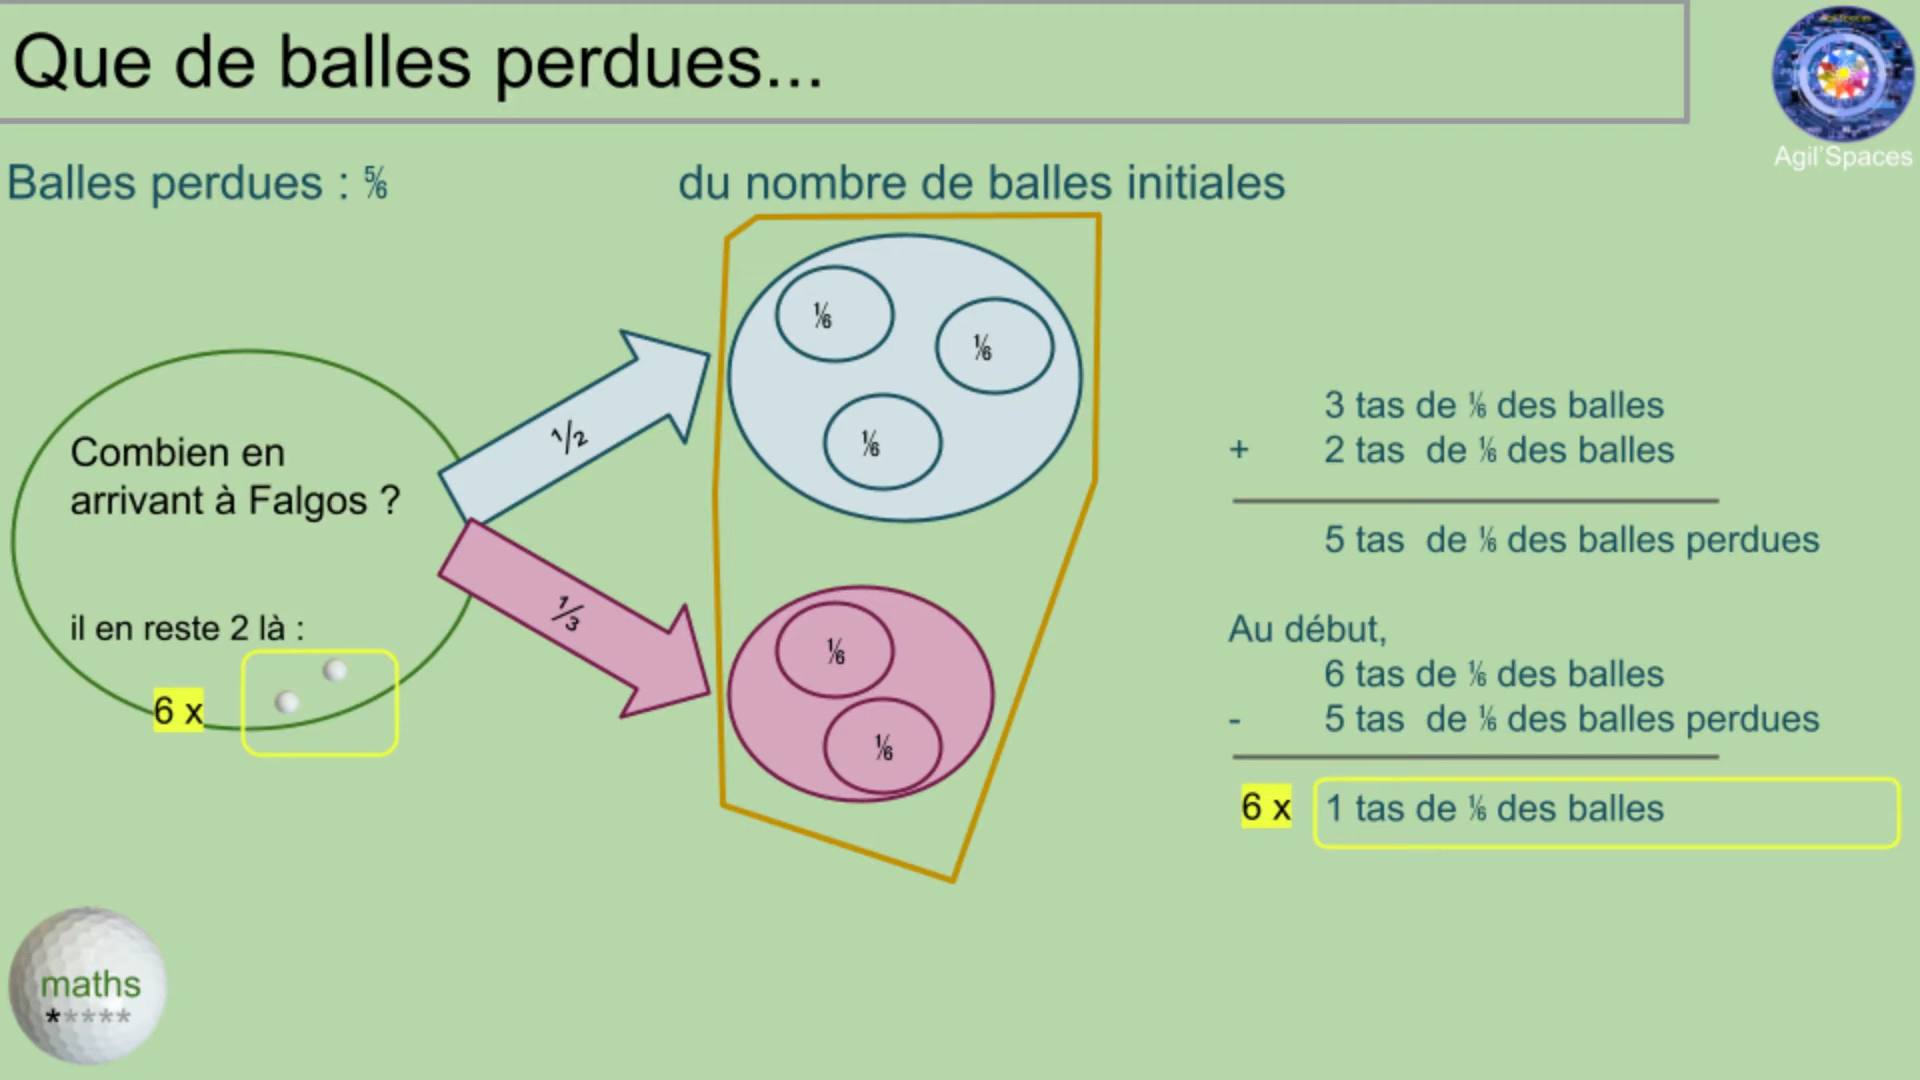 Que de balles perdues...
Agil'Spaces
Balles perdues : ⅚ du nombre de balles initiales
⅙
⅙
⅙
½
Combien en
arrivant à Falgos ?
⅓
il en reste 2 là :
6 x
⅙
⅙
3 tas de ⅙ des balles
+ 2 tas de ⅙ des balles
5 tas de ⅙ des balles perdues
Au début,
6 tas de ⅙ des balles
- 5 tas de ⅙ des balles perdues
6 x 1 tas de ⅙ des balles
maths
*****